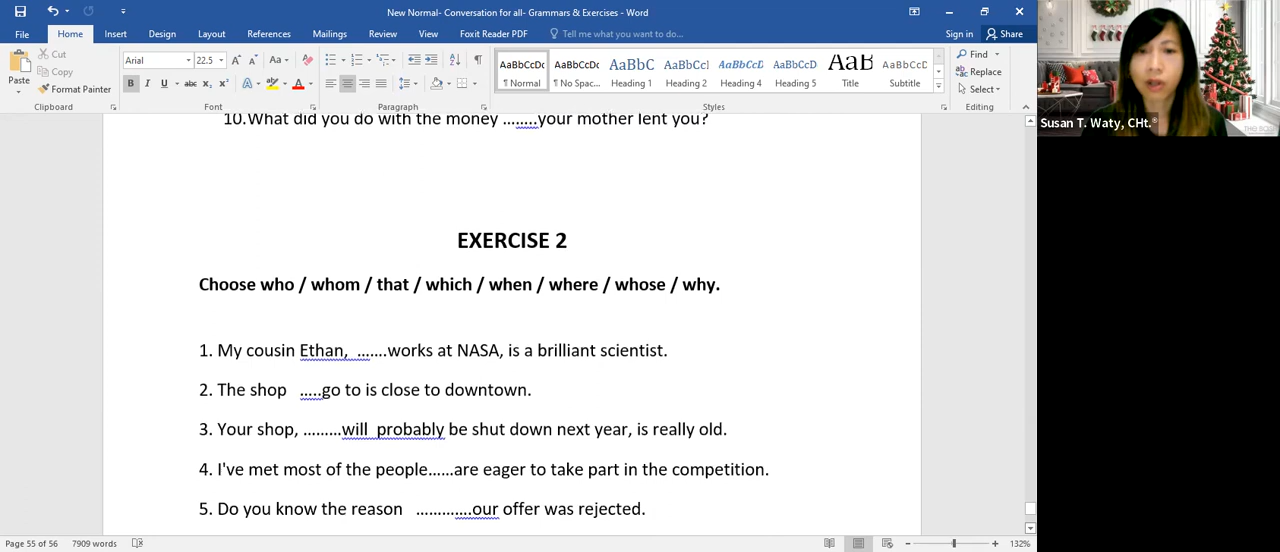 New Normal- Conversation for all- Grammars & Exercises - Word
File Home Insert Draw Design Layout References Mailings Review View Foxit Reader PDF Tell me what you want to do... Sign in Share
Paste Cut Copy Format Painter
Arial 22.5
Find Replace Select
AaBbCcDc AaBbCcDc AaBbC AaBbCcI AaBbCcD AaBbCcDc AaBbCcD AaB AaBbCcD
¶ Normal ¶ No Spac... Heading 1 Heading 2 Heading 4 Heading 5 Title Subtitle
Clipboard Font Paragraph Styles Editing
Susan T. Waty, CHt.®
10.What did you do with the money ........your mother lent you?
EXERCISE 2
Choose who / whom / that / which / when / where / whose / why.
1. My cousin Ethan, .......works at NASA, is a brilliant scientist.
2. The shop .....go to is close to downtown.
3. Your shop, .........will probably be shut down next year, is really old.
4. I've met most of the people......are eager to take part in the competition.
5. Do you know the reason .............our offer was rejected.
Page 55 of 56 7909 words 132%